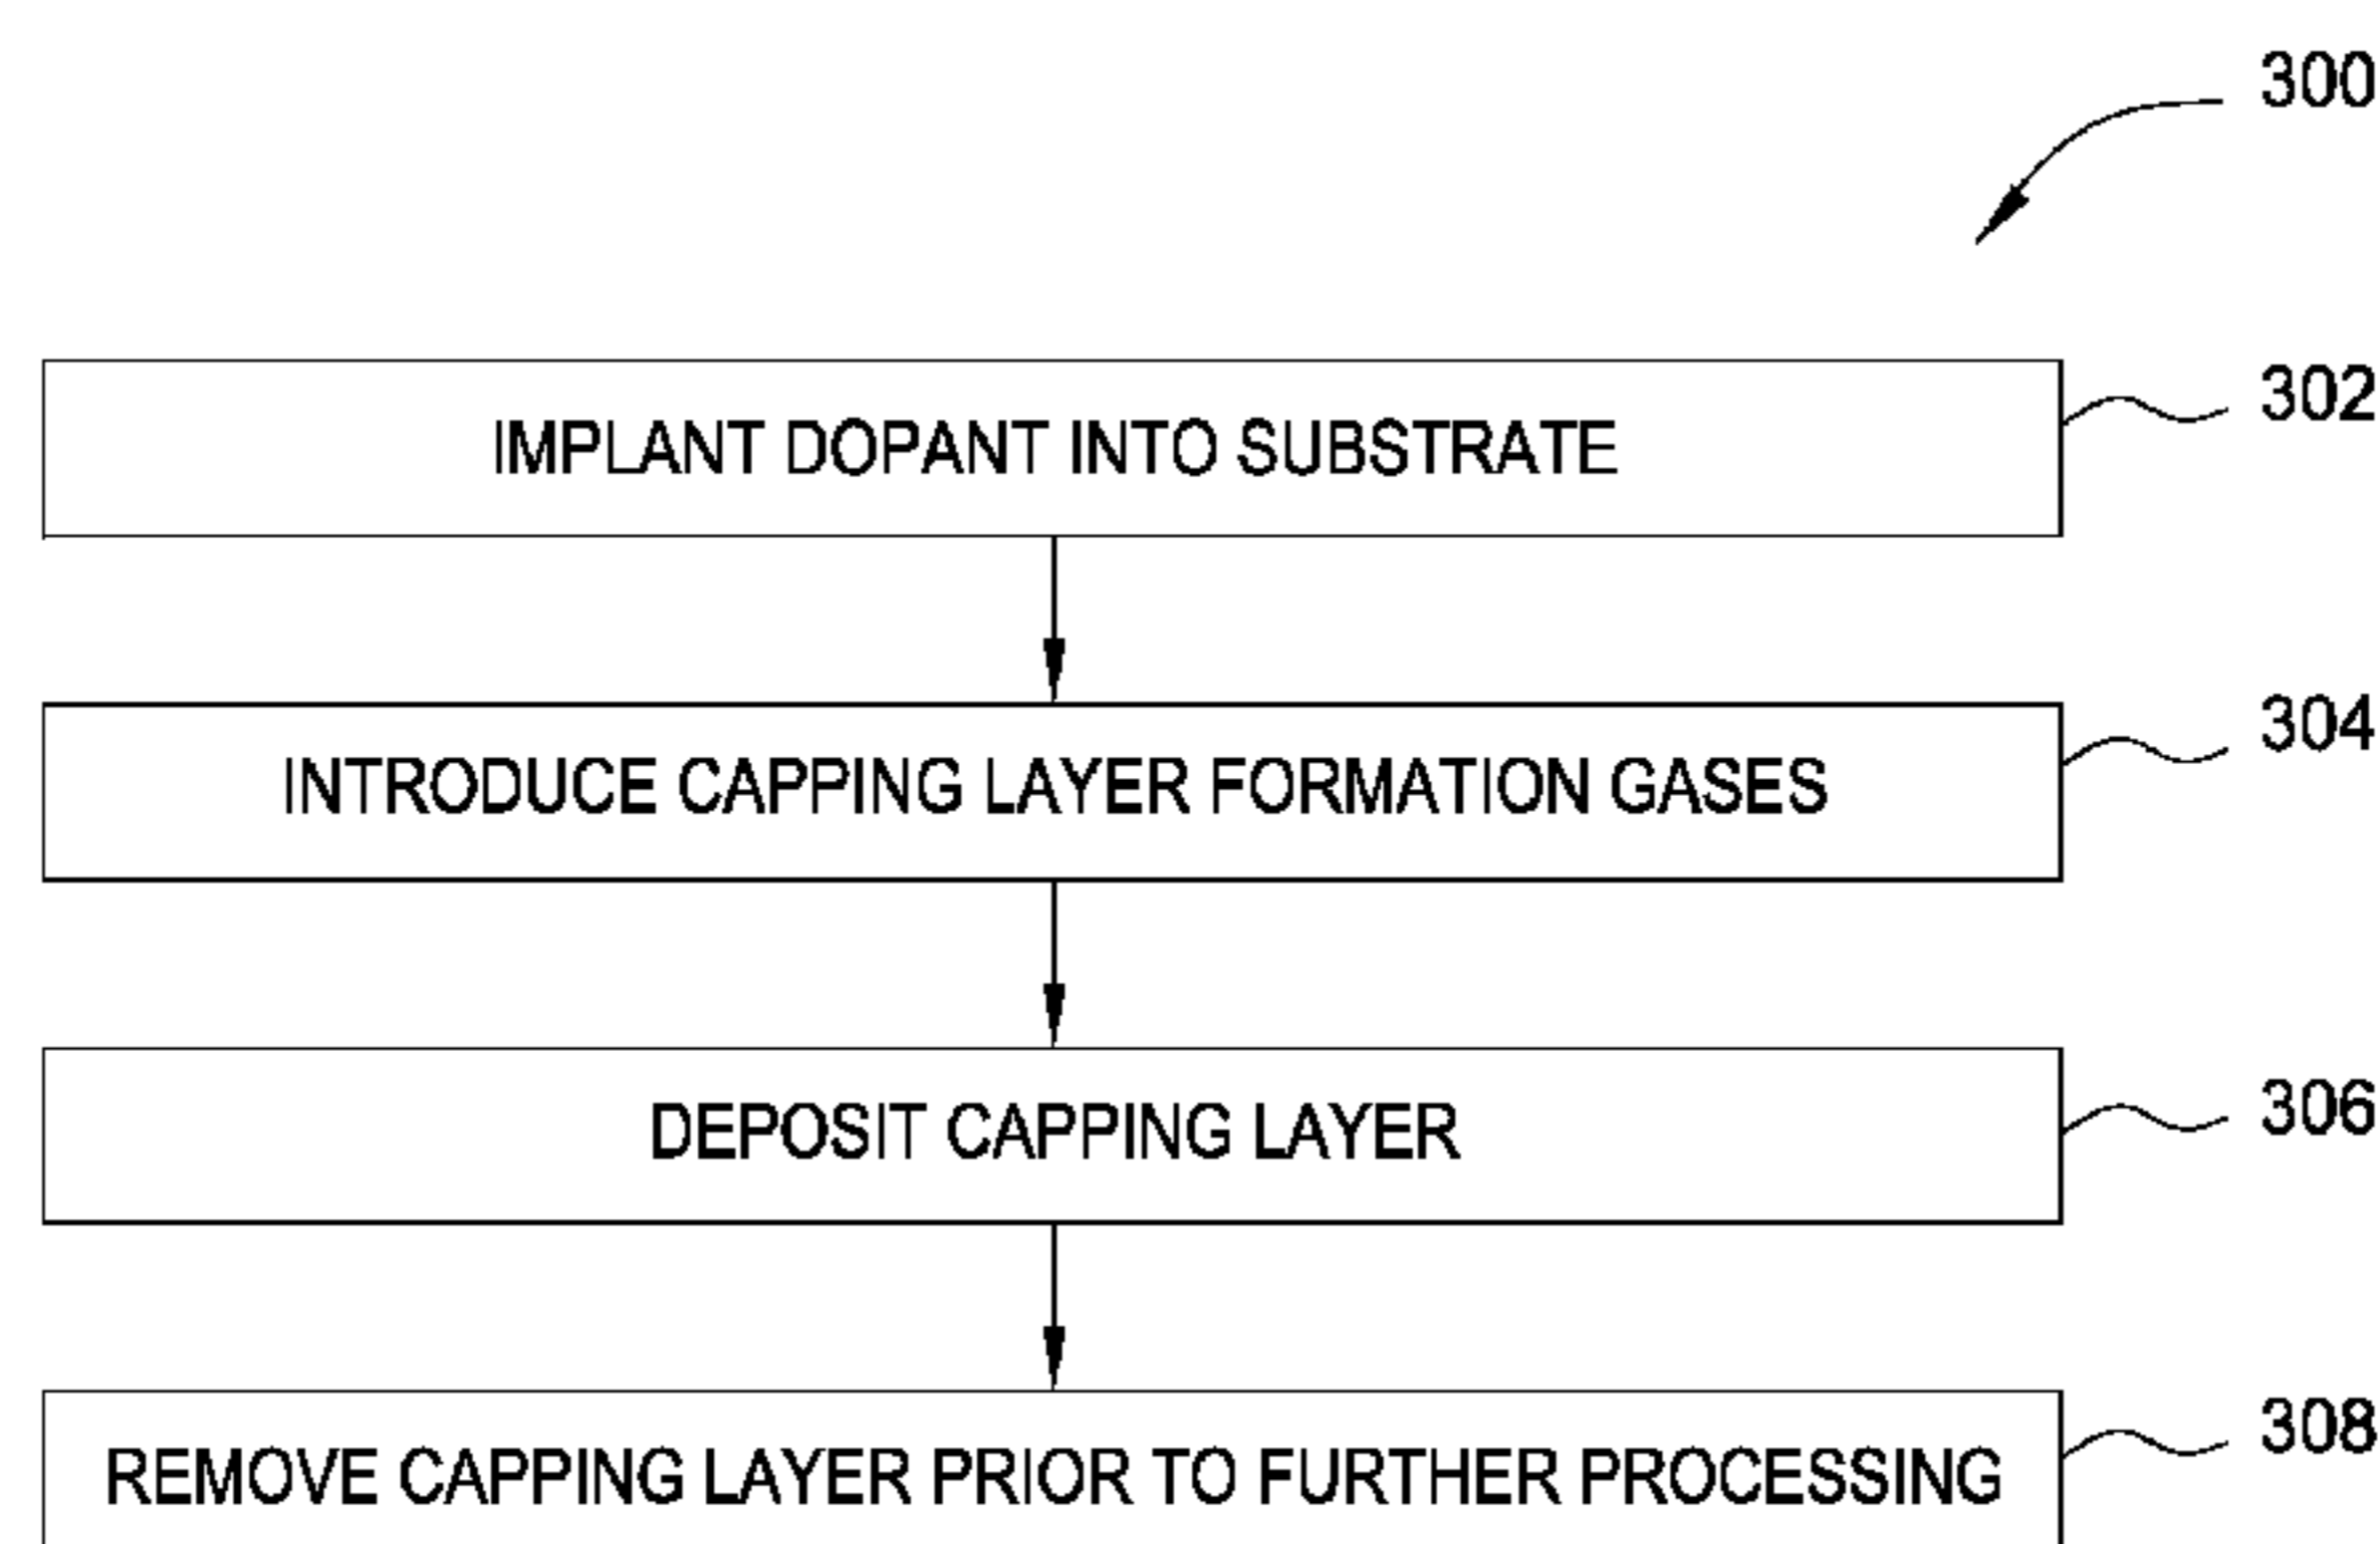 300
IMPLANT DOPANT INTO SUBSTRATE
302
INTRODUCE CAPPING LAYER FORMATION GASES
304
DEPOSIT CAPPING LAYER
306
REMOVE CAPPING LAYER PRIOR TO FURTHER PROCESSING
308